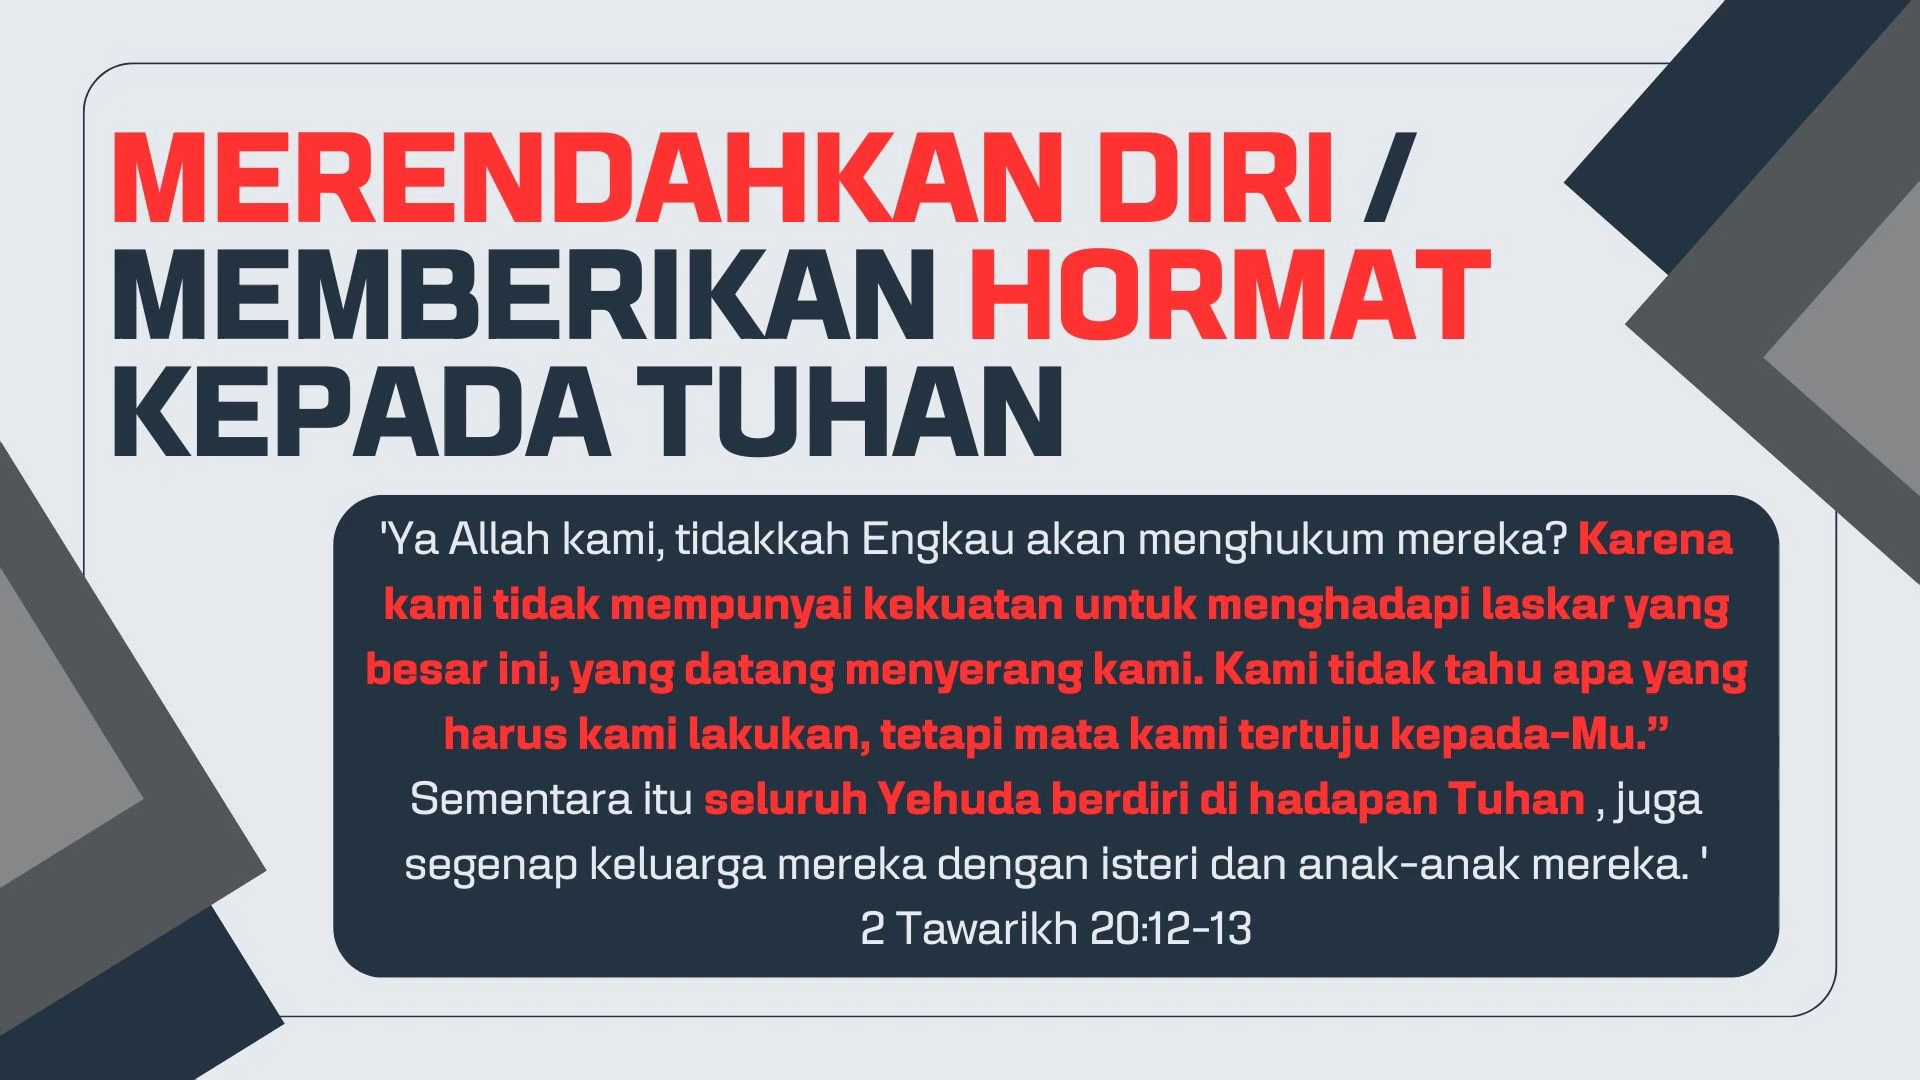 MERENDAHKAN DIRI /
MEMBERIKAN HORMAT
KEPADA TUHAN
'Ya Allah kami, tidakkah Engkau akan menghukum mereka? Karena
kami tidak mempunyai kekuatan untuk menghadapi laskar yang
besar ini, yang datang menyerang kami. Kami tidak tahu apa yang
harus kami lakukan, tetapi mata kami tertuju kepada-Mu.”
Sementara itu seluruh Yehuda berdiri di hadapan Tuhan , juga
segenap keluarga mereka dengan isteri dan anak-anak mereka. '
2 Tawarikh 20:12-13